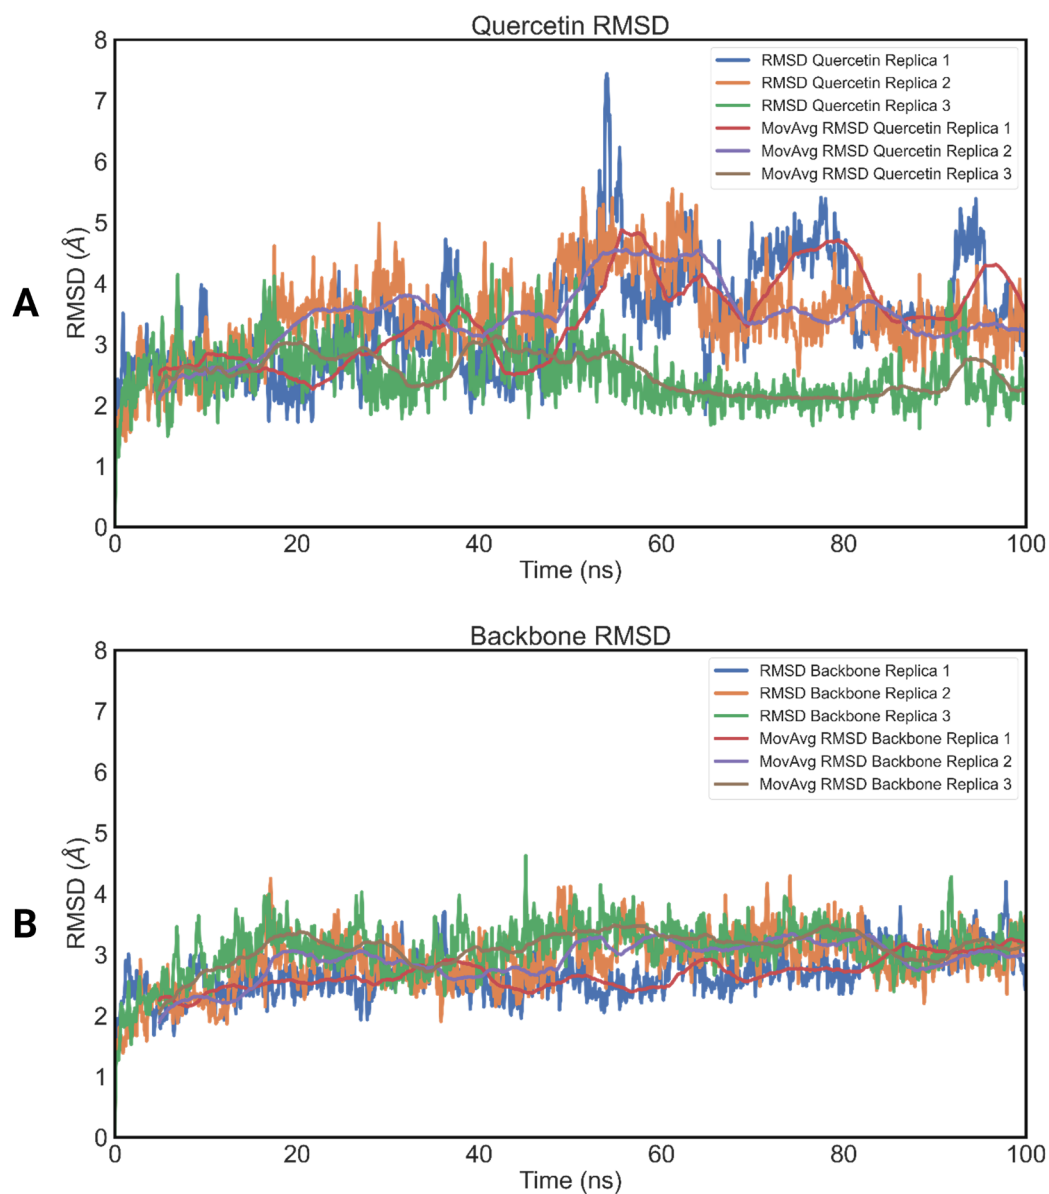 Quercetin RMSD
8
7
6
5
4
3
2
1
0
RMSD (Å)
A
RMSD Quercetin Replica 1
RMSD Quercetin Replica 2
RMSD Quercetin Replica 3
MovAvg RMSD Quercetin Replica 1
MovAvg RMSD Quercetin Replica 2
MovAvg RMSD Quercetin Replica 3
0 20 40 60 80 100
Time (ns)
Backbone RMSD
8
7
6
5
4
3
2
1
0
RMSD (Å)
B
RMSD Backbone Replica 1
RMSD Backbone Replica 2
RMSD Backbone Replica 3
MovAvg RMSD Backbone Replica 1
MovAvg RMSD Backbone Replica 2
MovAvg RMSD Backbone Replica 3
0 20 40 60 80 100
Time (ns)